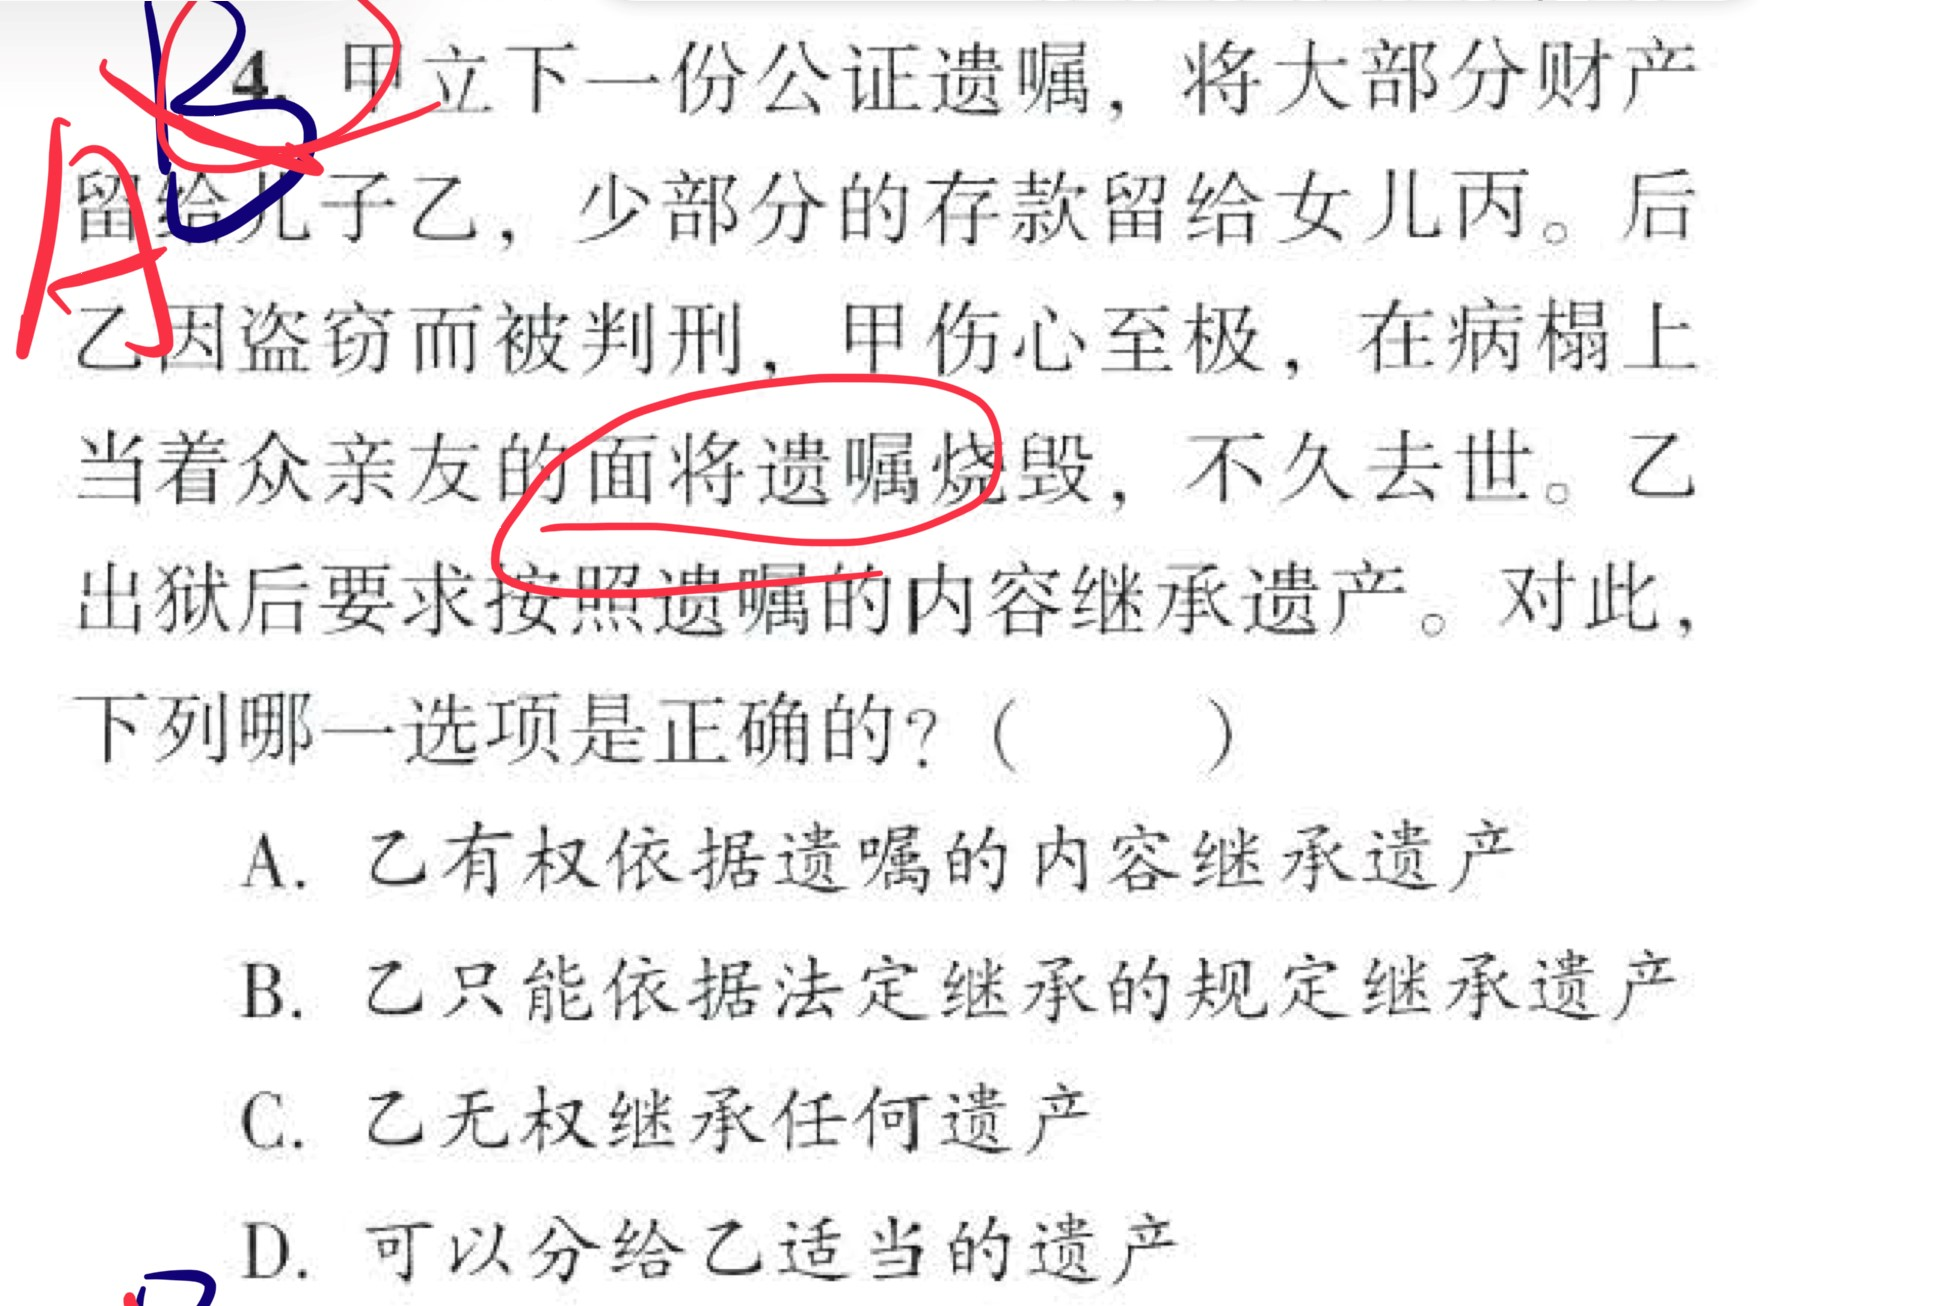 4. 甲立下一份公证遗嘱，将大部分财产
留给儿子乙，少部分的存款留给女儿丙。后
乙因盗窃而被判刑，甲伤心至极，在病榻上
当着众亲友的面将遗嘱烧毁，不久去世。乙
出狱后要求按照遗嘱的内容继承遗产。对此，
下列哪一选项是正确的？（　　）
A. 乙有权依据遗嘱的内容继承遗产
B. 乙只能依据法定继承的规定继承遗产
C. 乙无权继承任何遗产
D. 可以分给乙适当的遗产
B
A